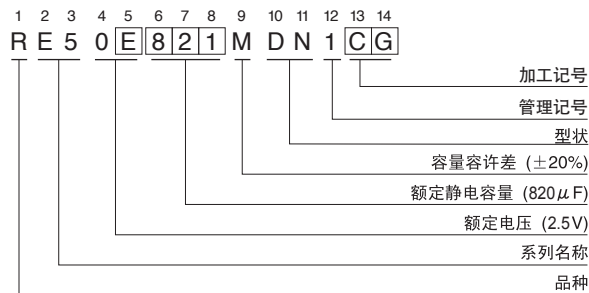 1 2 3 4 5 6 7 8 9 10 11 12 13 14
R E 5 0 E 8 2 1 M D N 1 C G
加工记号
管理记号
型状
容量容许差 (±20%)
额定静电容量 (820μF)
额定电压 (2.5V)
系列名称
品种